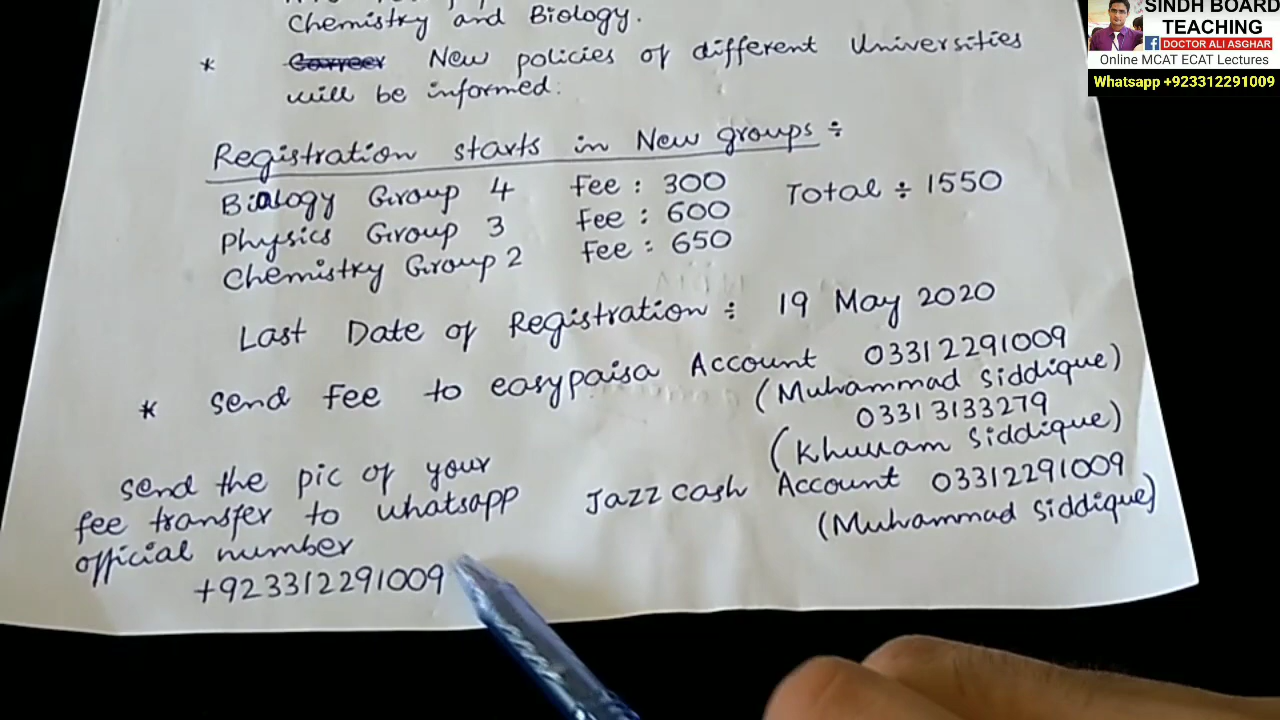 Chemistry and Biology.
* Career New policies of different Universities
will be informed.
Registration starts in New groups ÷
Biology Group 4 Fee : 300 Total ÷ 1550
Physics Group 3 Fee : 600
Chemistry Group 2 Fee : 650
Last Date of Registration ÷ 19 May 2020
* Send Fee to easypaisa Account 03312291009
(Muhammad Siddique)
03313133279
(Khurram Siddique)
Jazz cash Account 03312291009
(Muhammad Siddique)
send the pic of your
fee transfer to whatsapp
official number
+923312291009
SINDH BOARD
TEACHING
f DOCTOR ALI ASGHAR
Online MCAT ECAT Lectures
Whatsapp +923312291009